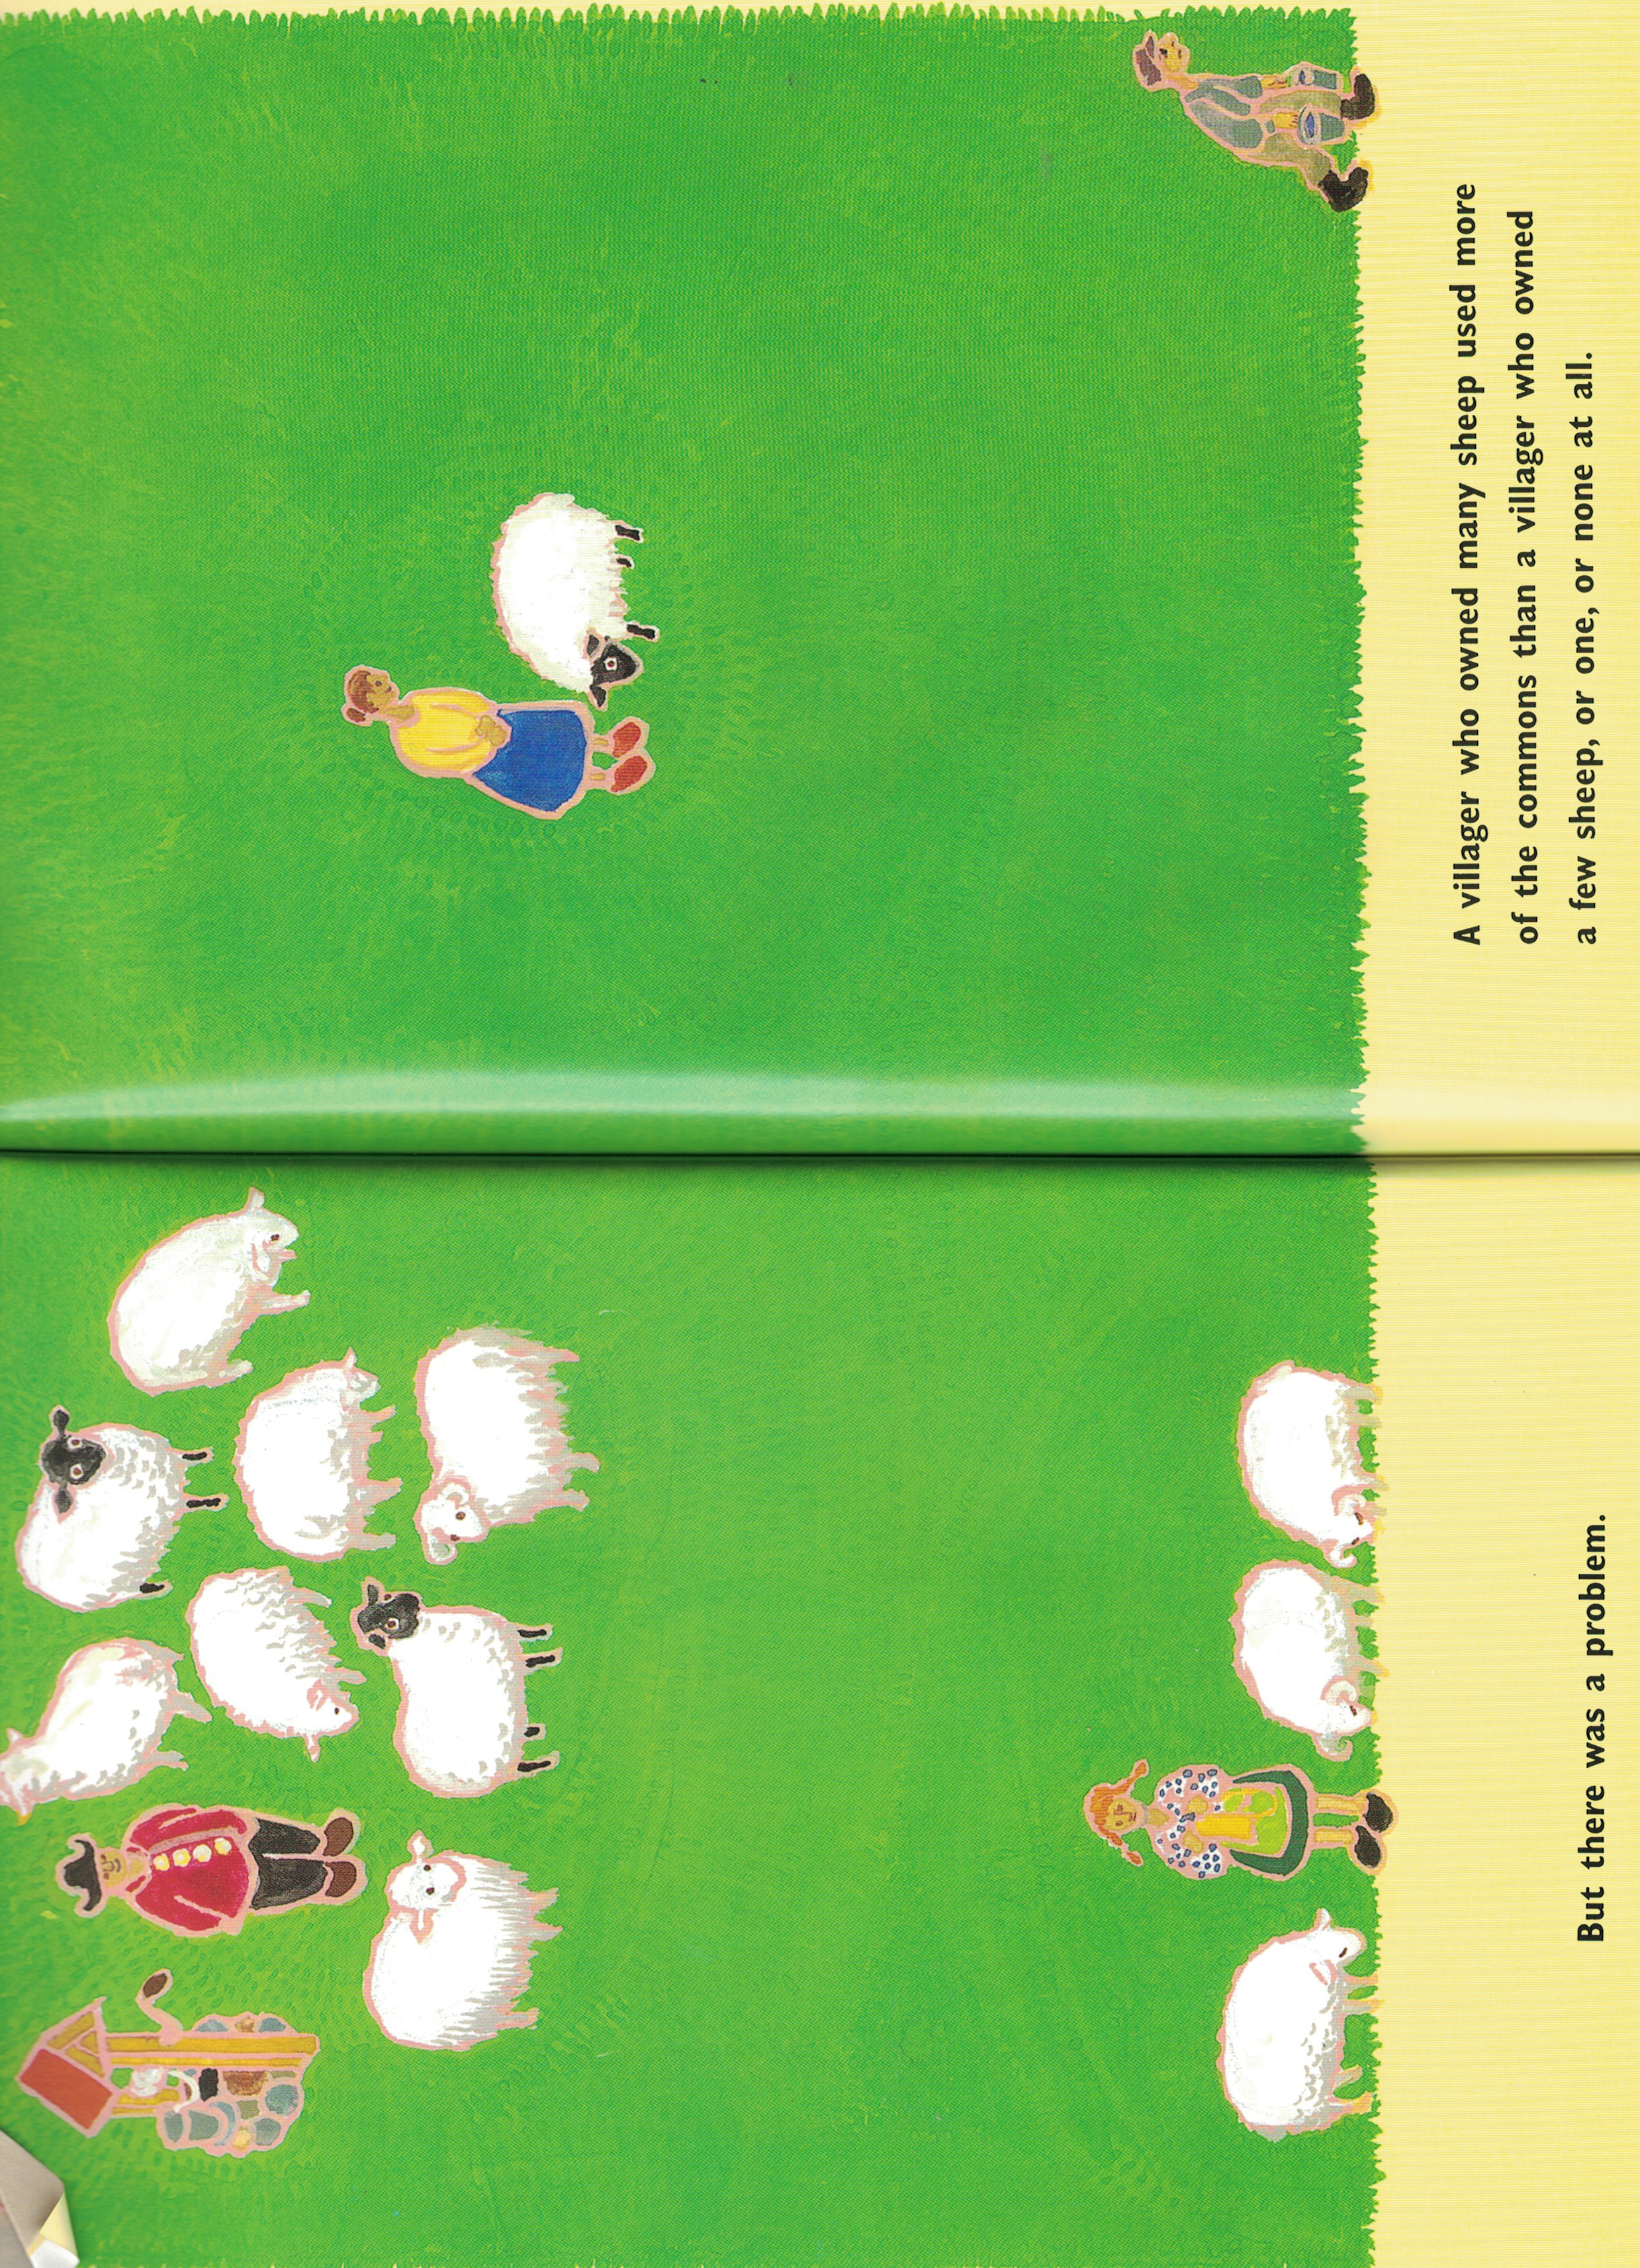 But there was a problem.
A villager who owned many sheep used more
of the commons than a villager who owned
a few sheep, or one, or none at all.